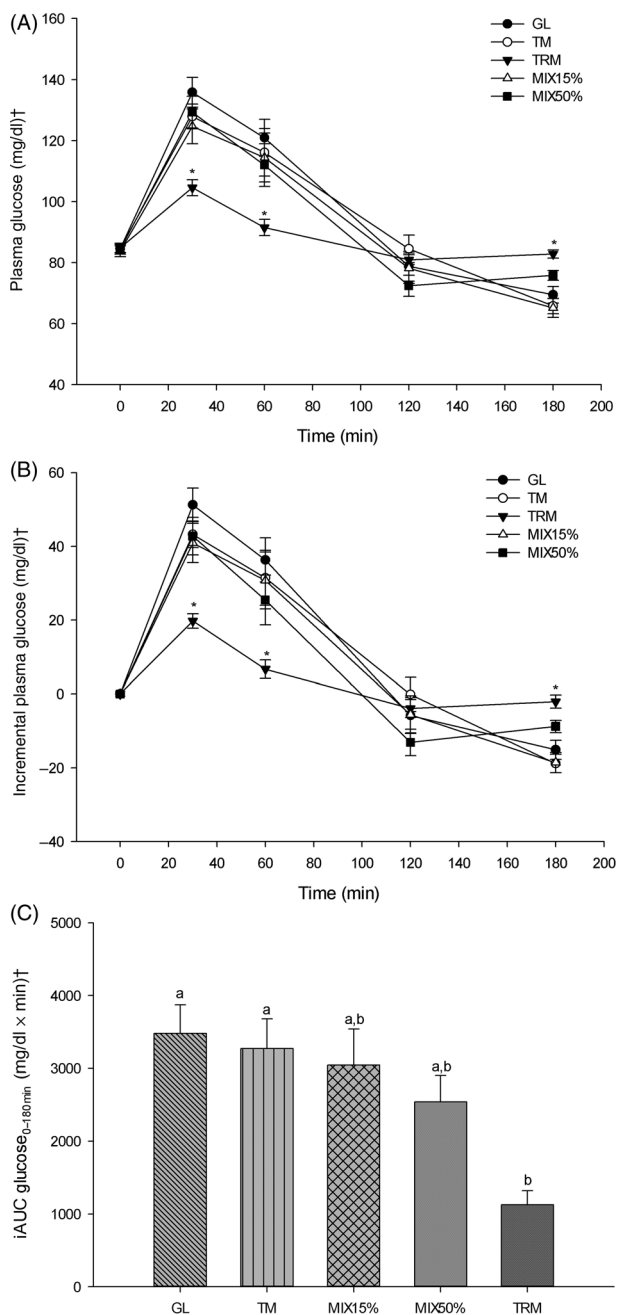 (A)
160
140
120
100
80
60
40
Plasma glucose (mg/dl)†
GL
TM
TRM
MIX15%
MIX50%
*
*
*
0 20 40 60 80 100 120 140 160 180 200
Time (min)
(B)
60
40
20
0
−20
−40
Incremental plasma glucose (mg/dl)†
GL
TM
TRM
MIX15%
MIX50%
*
*
*
0 20 40 60 80 100 120 140 160 180 200
Time (min)
(C)
5000
4000
3000
2000
1000
0
iAUC glucose0–180 min (mg/dl × min)†
a
a
a,b
a,b
b
GL TM MIX15% MIX50% TRM